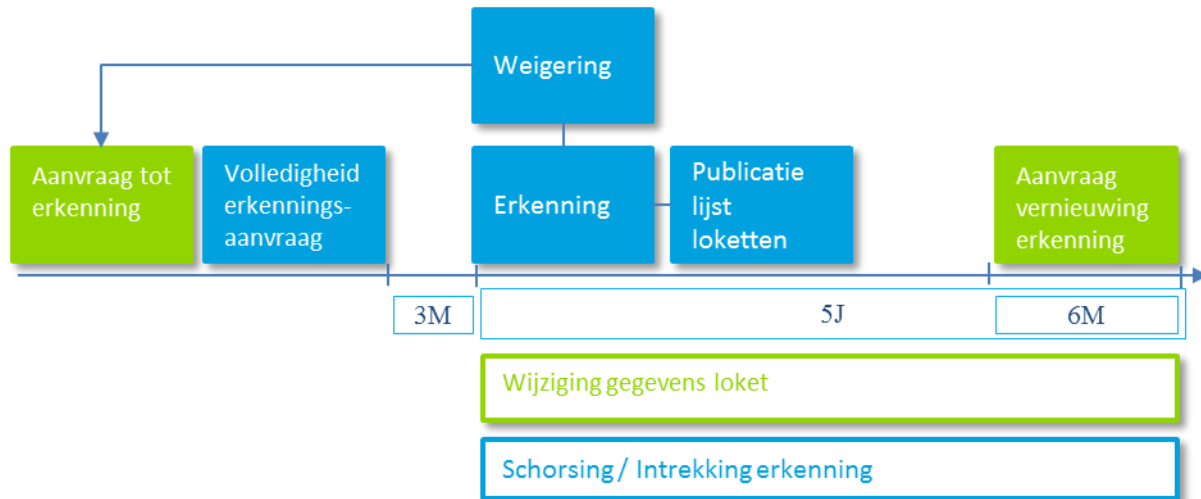 Weigering
Aanvraag tot
erkenning
Volledigheid
erkennings-
aanvraag
Erkenning
Publicatie
lijst
loketten
Aanvraag
vernieuwing
erkenning
3M
5J
6M
Wijziging gegevens loket
Schorsing / Intrekking erkenning